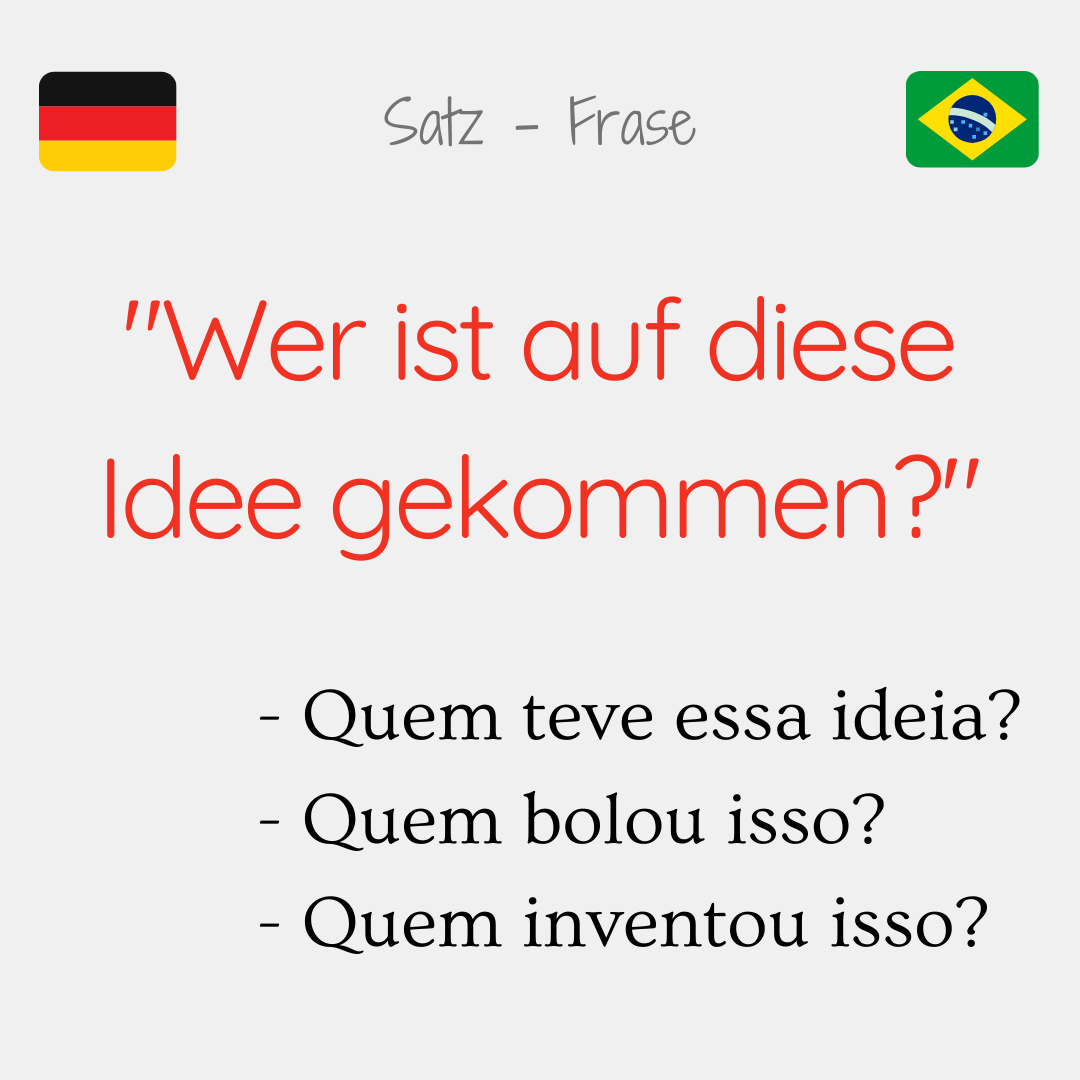 Satz - Frase
"Wer ist auf diese
Idee gekommen?"
- Quem teve essa ideia?
- Quem bolou isso?
- Quem inventou isso?